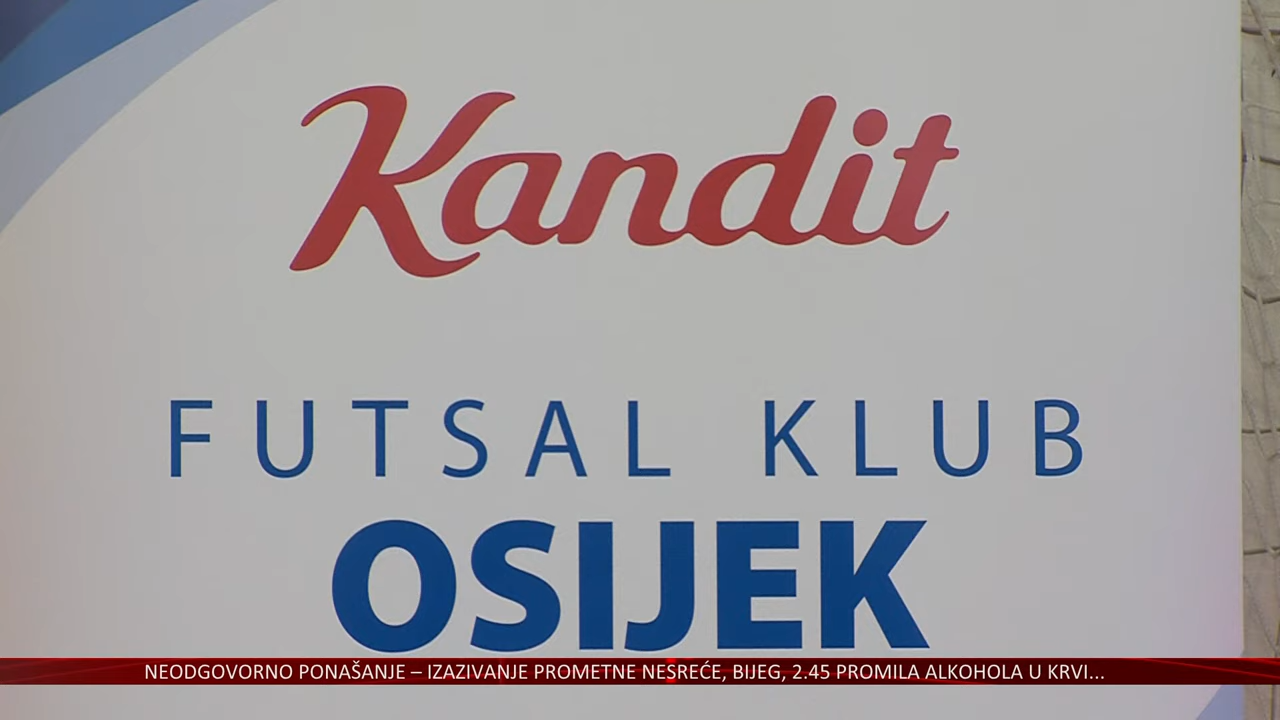 Kandit
FUTSAL KLUB
OSIJEK
NEODGOVORNO PONAŠANJE – IZAZIVANJE PROMETNE NESREĆE, BIJEG, 2.45 PROMILA ALKOHOLA U KRVI...